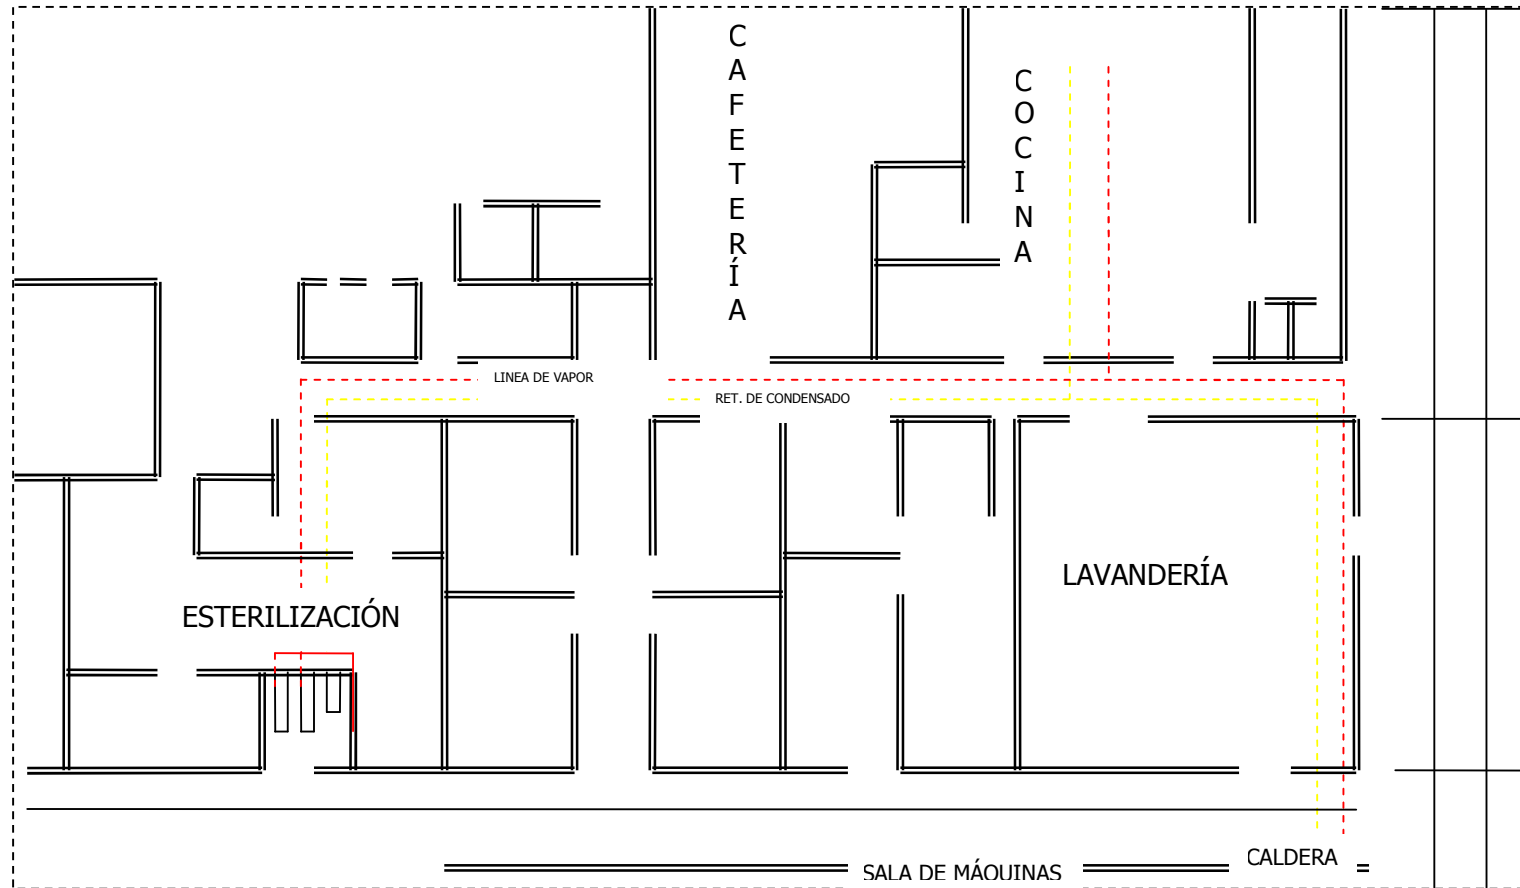 CAFETERÍA
COCINA
LINEA DE VAPOR
RET. DE CONDENSADO
LAVANDERÍA
ESTERILIZACIÓN
CALDERA
SALA DE MÁQUINAS